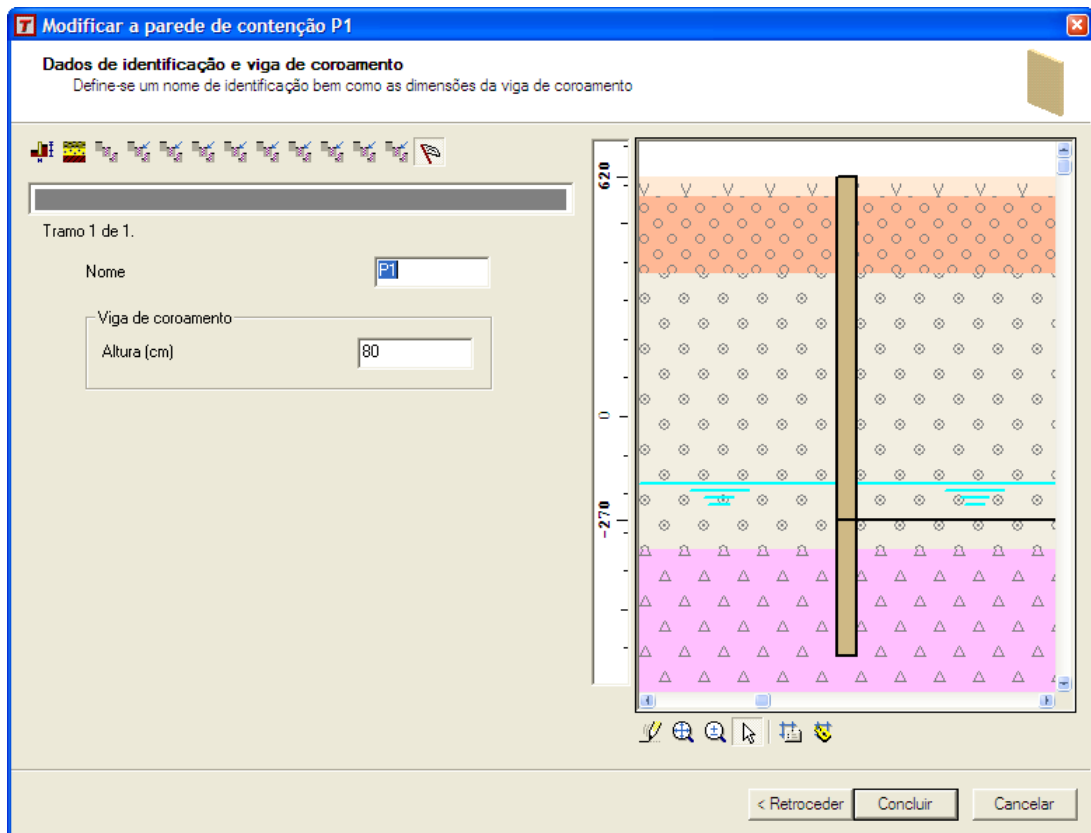 Modificar a parede de contenção P1
Dados de identificação e viga de coroamento
Define-se um nome de identificação bem como as dimensões da viga de coroamento
Tramo 1 de 1.
Nome
P1
Viga de coroamento
Altura (cm)
80
620
0
-270
< Retroceder
Concluir
Cancelar